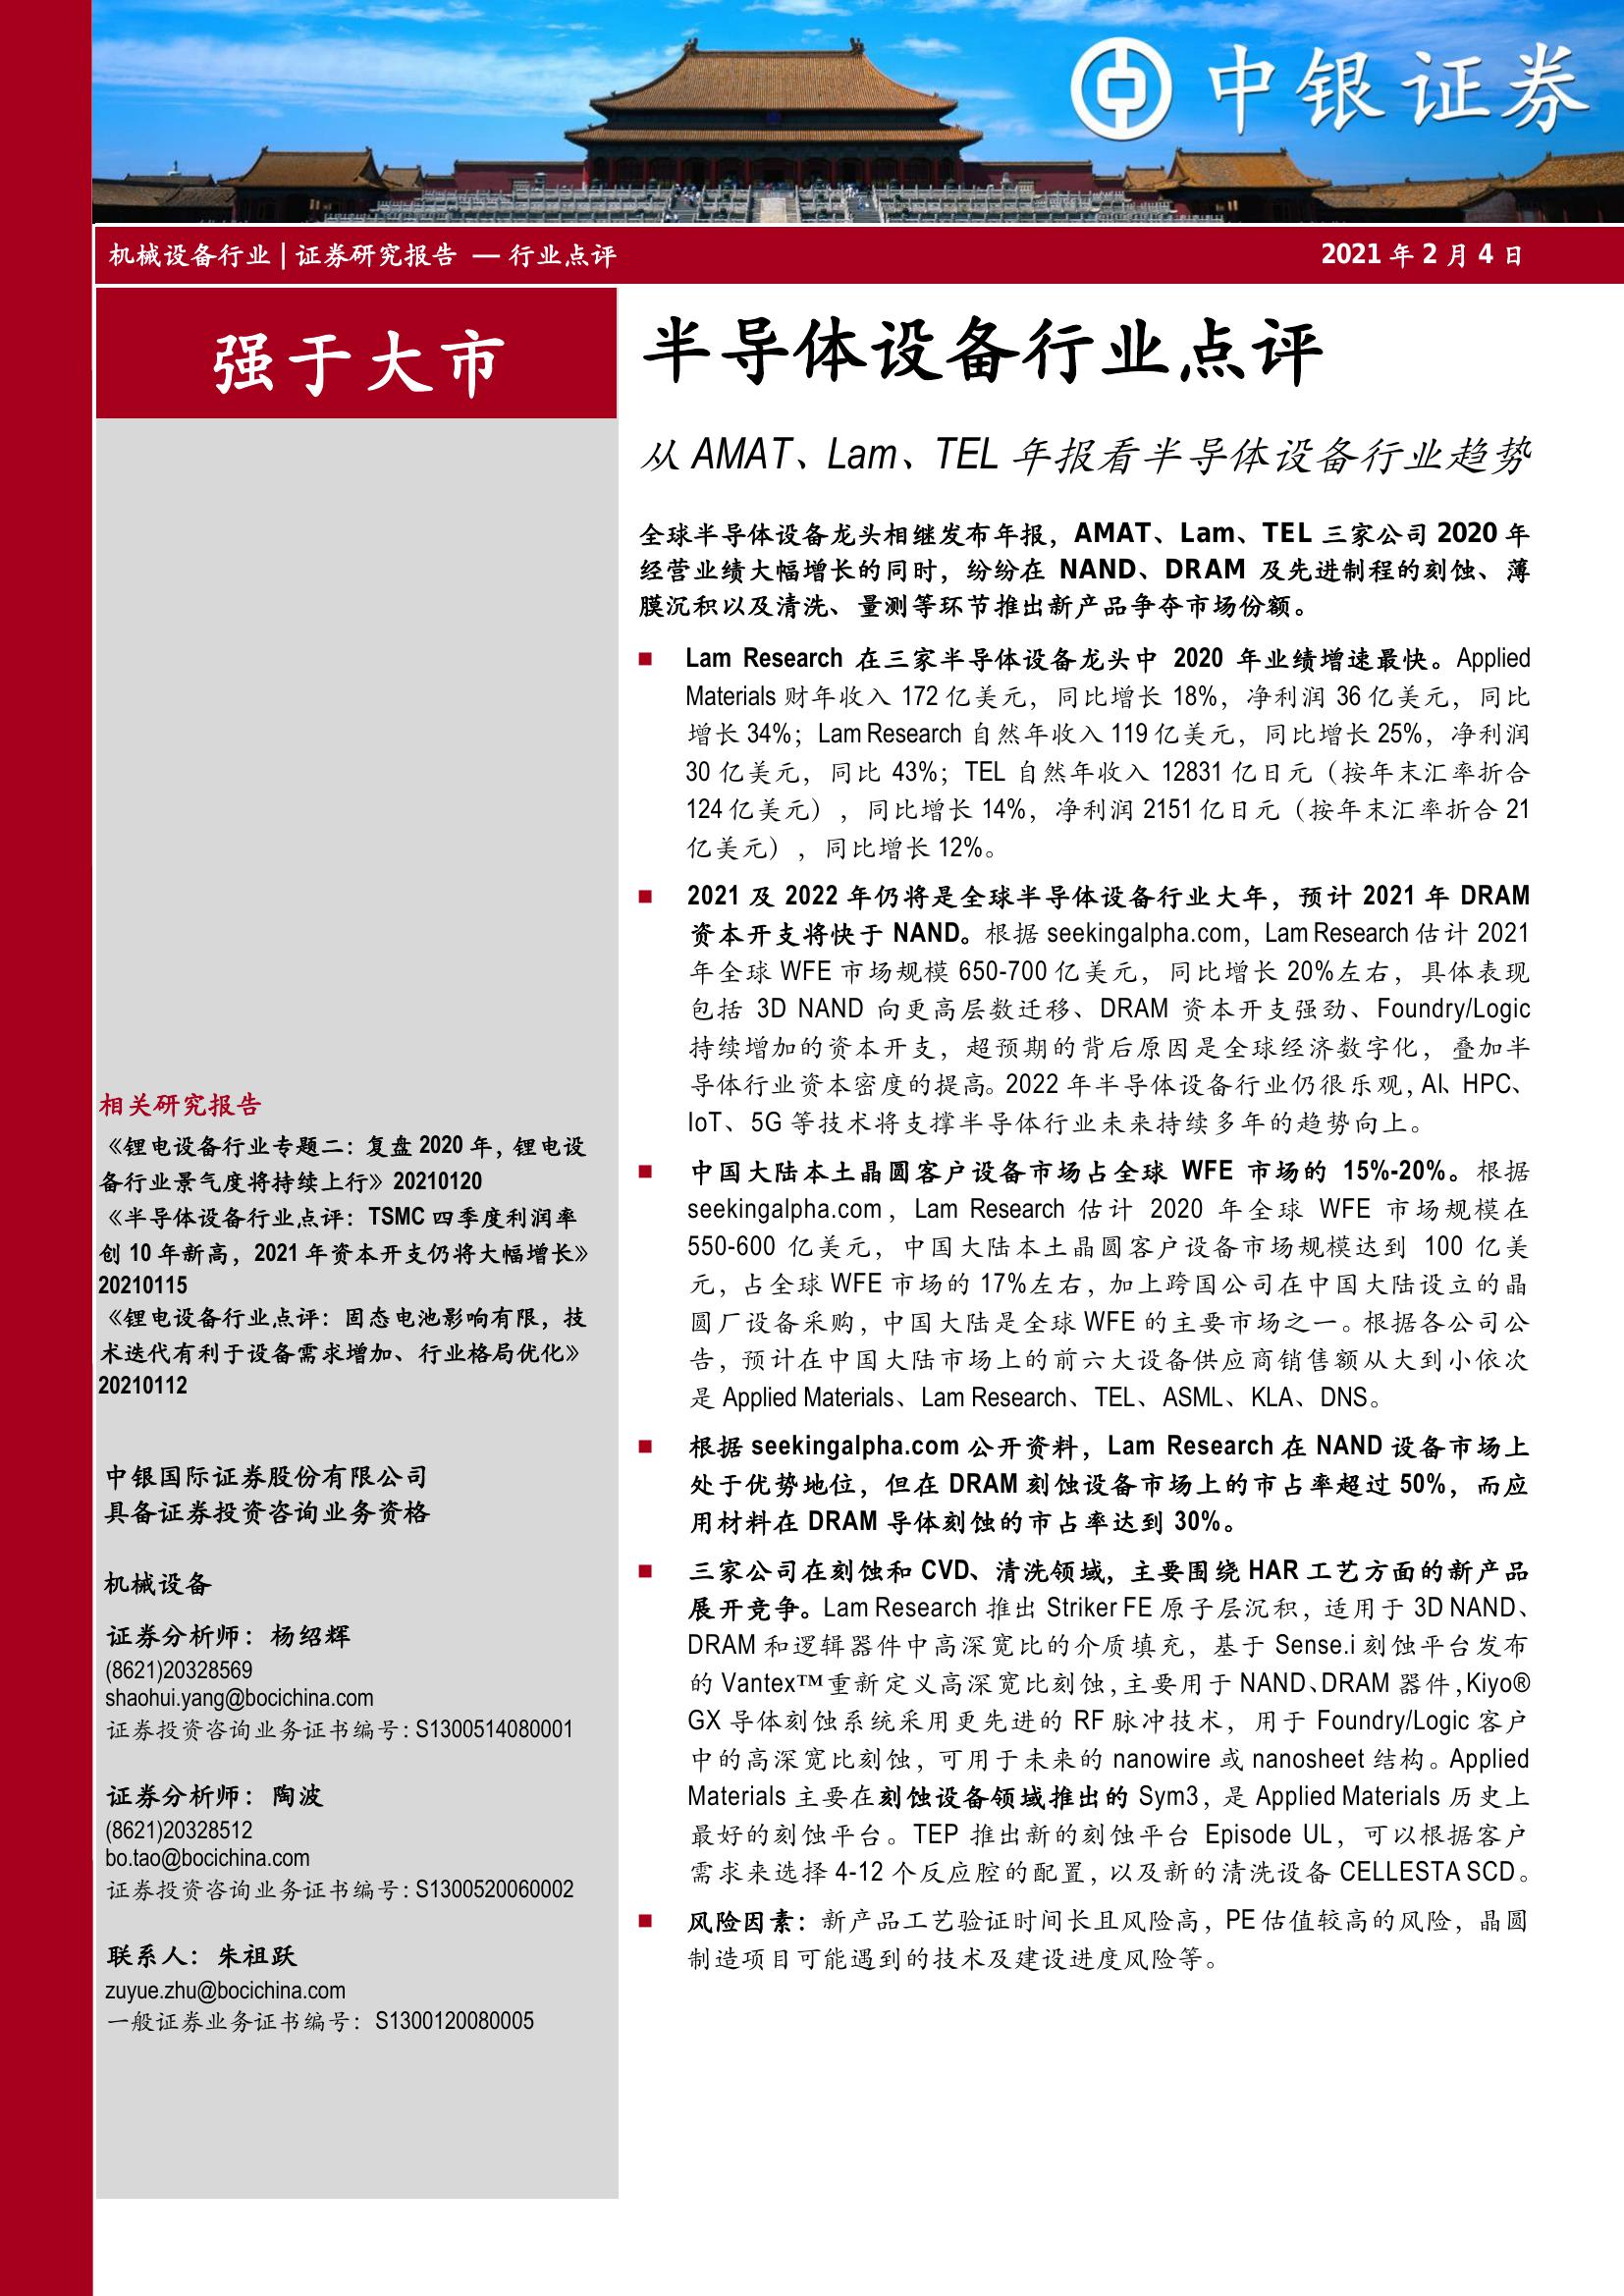 中银证券
机械设备行业 | 证券研究报告 — 行业点评
2021 年 2 月 4 日
强于大市
相关研究报告
《锂电设备行业专题二：复盘 2020 年，锂电设
备行业景气度将持续上行》20210120
《半导体设备行业点评：TSMC 四季度利润率
创 10 年新高，2021 年资本开支仍将大幅增长》
20210115
《锂电设备行业点评：固态电池影响有限，技
术迭代有利于设备需求增加、行业格局优化》
20210112
中银国际证券股份有限公司
具备证券投资咨询业务资格
机械设备
证券分析师：杨绍辉
(8621)20328569
shaohui.yang@bocichina.com
证券投资咨询业务证书编号：S1300514080001
证券分析师：陶波
(8621)20328512
bo.tao@bocichina.com
证券投资咨询业务证书编号：S1300520060002
联系人：朱祖跃
zuyue.zhu@bocichina.com
一般证券业务证书编号：S1300120080005
半导体设备行业点评
从 AMAT、Lam、TEL 年报看半导体设备行业趋势
全球半导体设备龙头相继发布年报，AMAT、Lam、TEL 三家公司 2020 年
经营业绩大幅增长的同时，纷纷在 NAND、DRAM 及先进制程的刻蚀、薄
膜沉积以及清洗、量测等环节推出新产品争夺市场份额。
■ Lam Research 在三家半导体设备龙头中 2020 年业绩增速最快。Applied
Materials 财年收入 172 亿美元，同比增长 18%，净利润 36 亿美元，同比
增长 34%；Lam Research 自然年收入 119 亿美元，同比增长 25%，净利润
30 亿美元，同比 43%；TEL 自然年收入 12831 亿日元（按年末汇率折合
124 亿美元），同比增长 14%，净利润 2151 亿日元（按年末汇率折合 21
亿美元），同比增长 12%。
■ 2021 及 2022 年仍将是全球半导体设备行业大年，预计 2021 年 DRAM
资本开支将快于 NAND。根据 seekingalpha.com，Lam Research 估计 2021
年全球 WFE 市场规模 650-700 亿美元，同比增长 20%左右，具体表现
包括 3D NAND 向更高层数迁移、DRAM 资本开支强劲、Foundry/Logic
持续增加的资本开支，超预期的背后原因是全球经济数字化，叠加半
导体行业资本密度的提高。2022 年半导体设备行业仍很乐观，AI、HPC、
IoT、5G 等技术将支撑半导体行业未来持续多年的趋势向上。
■ 中国大陆本土晶圆客户设备市场占全球 WFE 市场的 15%-20%。根据
seekingalpha.com，Lam Research 估计 2020 年全球 WFE 市场规模在
550-600 亿美元，中国大陆本土晶圆客户设备市场规模达到 100 亿美
元，占全球 WFE 市场的 17%左右，加上跨国公司在中国大陆设立的晶
圆厂设备采购，中国大陆是全球 WFE 的主要市场之一。根据各公司公
告，预计在中国大陆市场上的前六大设备供应商销售额从大到小依次
是 Applied Materials、Lam Research、TEL、ASML、KLA、DNS。
■ 根据 seekingalpha.com 公开资料，Lam Research 在 NAND 设备市场上
处于优势地位，但在 DRAM 刻蚀设备市场上的市占率超过 50%，而应
用材料在 DRAM 导体刻蚀的市占率达到 30%。
■ 三家公司在刻蚀和 CVD、清洗领域，主要围绕 HAR 工艺方面的新产品
展开竞争。Lam Research 推出 Striker FE 原子层沉积，适用于 3D NAND、
DRAM 和逻辑器件中高深宽比的介质填充，基于 Sense.i 刻蚀平台发布
的 Vantex™重新定义高深宽比刻蚀，主要用于 NAND、DRAM 器件，Kiyo®
GX 导体刻蚀系统采用更先进的 RF 脉冲技术，用于 Foundry/Logic 客户
中的高深宽比刻蚀，可用于未来的 nanowire 或 nanosheet 结构。Applied
Materials 主要在刻蚀设备领域推出的 Sym3，是 Applied Materials 历史上
最好的刻蚀平台。TEP 推出新的刻蚀平台 Episode UL，可以根据客户
需求来选择 4-12 个反应腔的配置，以及新的清洗设备 CELLESTA SCD。
■ 风险因素：新产品工艺验证时间长且风险高，PE 估值较高的风险，晶圆
制造项目可能遇到的技术及建设进度风险等。